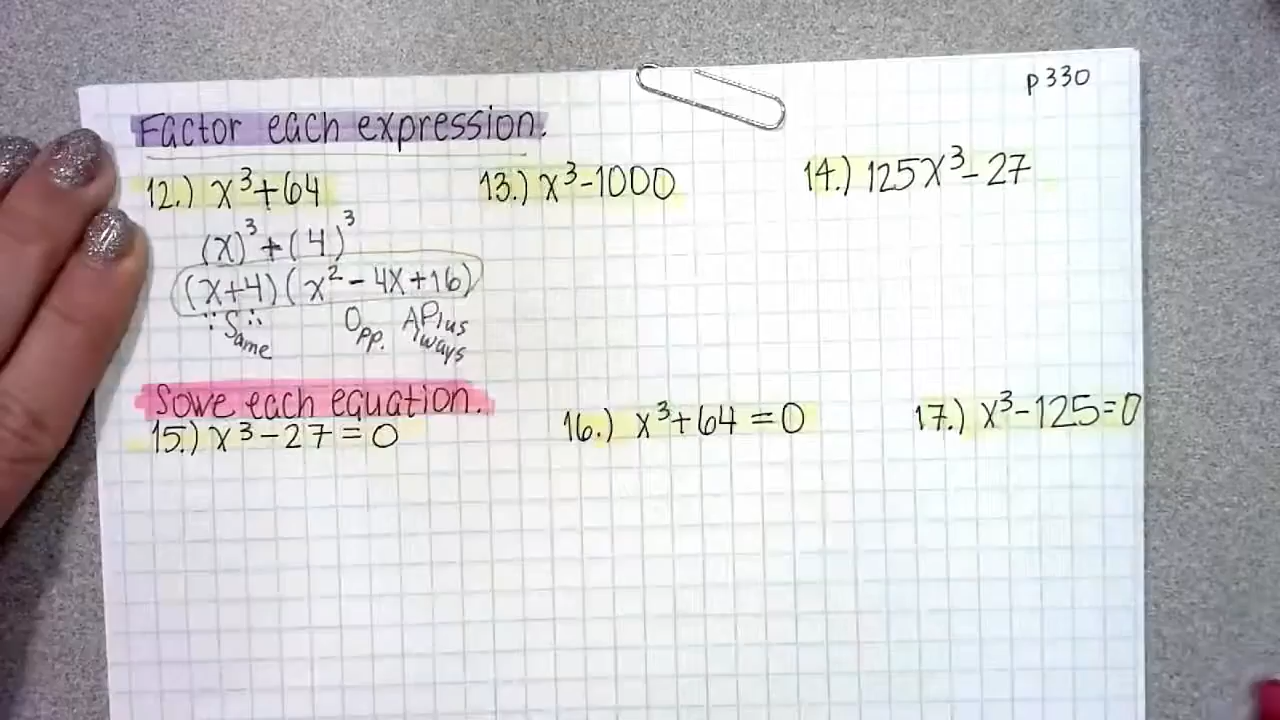 p330
Factor each expression.
12.) x³+64
(x)³+(4)³
(x+4)(x²-4x+16)
Same Opp. Always Plus
13.) x³-1000
14.) 125x³-27
Solve each equation.
15.) x³-27=0
16.) x³+64=0
17.) x³-125=0